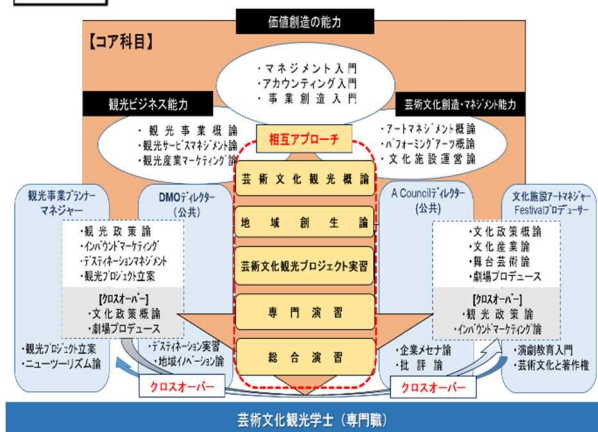 価値創造の能力
【コア科目】
・マネジメント入門
・アカウンティング入門
・事業創造入門
観光ビジネス能力
芸術文化創造・マネジメント能力
・観光事業概論
・観光サービスマネジメント論
・観光産業マーケティング論
相互アプローチ
・アートマネジメント概論
・パフォーミングアーツ概論
・文化施設運営論
芸術文化観光概論
地域創生論
芸術文化観光プロジェクト実習
専門演習
総合演習
観光事業プランナー
マネジャー
DMOディレクター
(公共)
A Councilディレクター
(公共)
文化施設アートマネジャー
Festivalプロデューサー
・観光政策論
・インバウンドマーケティング
・デスティネーションマネジメント
・観光プロジェクト立案
【クロスオーバー】
・文化政策概論
・劇場プロデュース
・文化政策概論
・文化産業論
・舞台芸術論
・劇場プロデュース
【クロスオーバー】
・観光政策論
・インバウンドマーケティング論
・観光プロジェクト立案
・ニューツーリズム論
・デスティネーション実習
・地域イノベーション論
・企業メセナ論
・批評論
・演劇教育入門
・芸術文化と著作権
クロスオーバー
クロスオーバー
芸術文化観光学士(専門職)